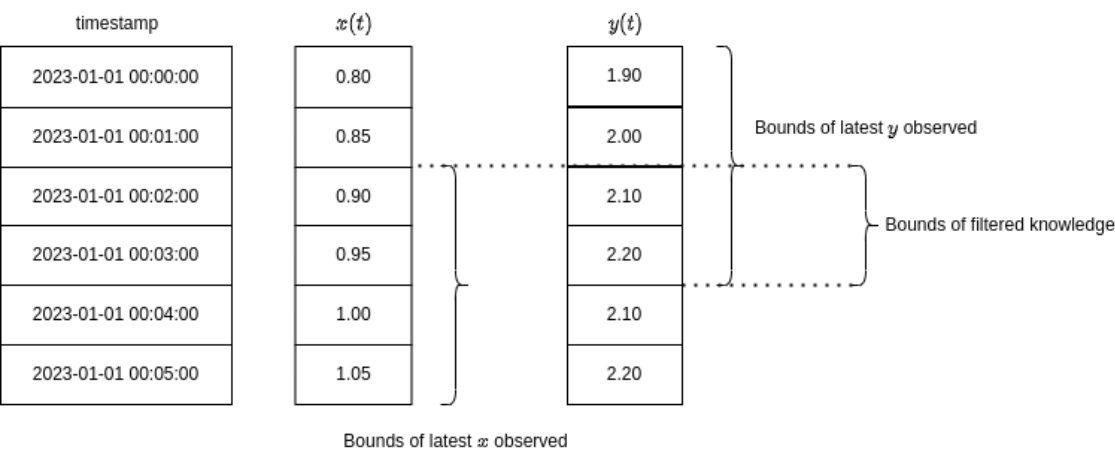 timestamp x(t) y(t)
2023-01-01 00:00:00 0.80 1.90
Bounds of latest y observed
2023-01-01 00:01:00 0.85 2.00
2023-01-01 00:02:00 0.90 2.10
Bounds of filtered knowledge
2023-01-01 00:03:00 0.95 2.20
2023-01-01 00:04:00 1.00 2.10
2023-01-01 00:05:00 1.05 2.20
Bounds of latest x observed